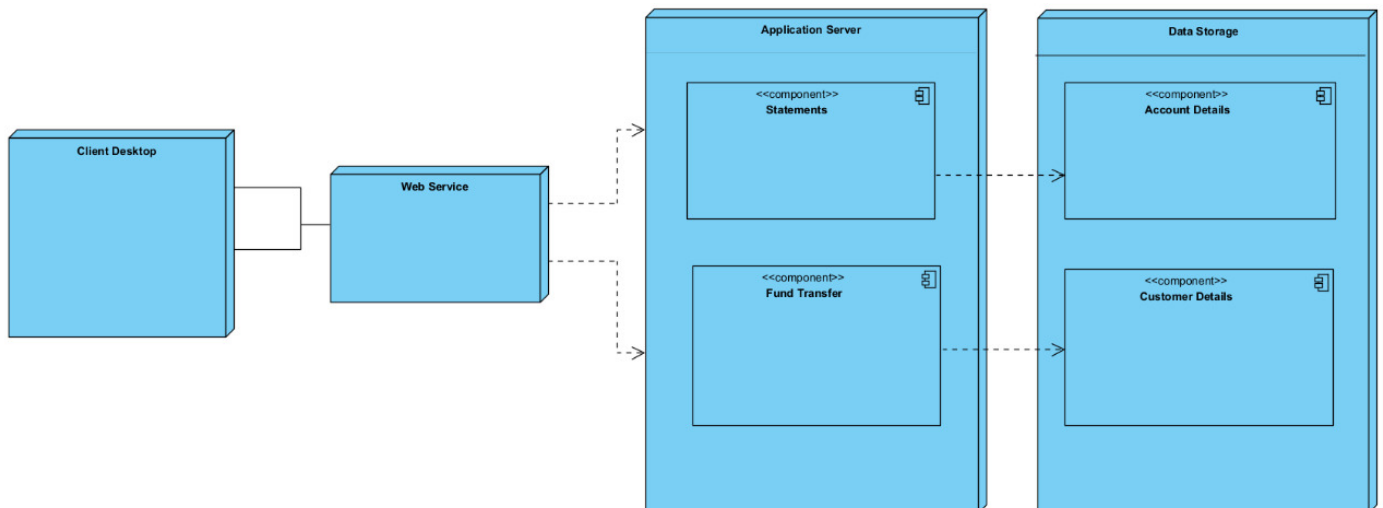 Client Desktop
Web Service
Application Server
<<component>>
Statements
<<component>>
Fund Transfer
Data Storage
<<component>>
Account Details
<<component>>
Customer Details